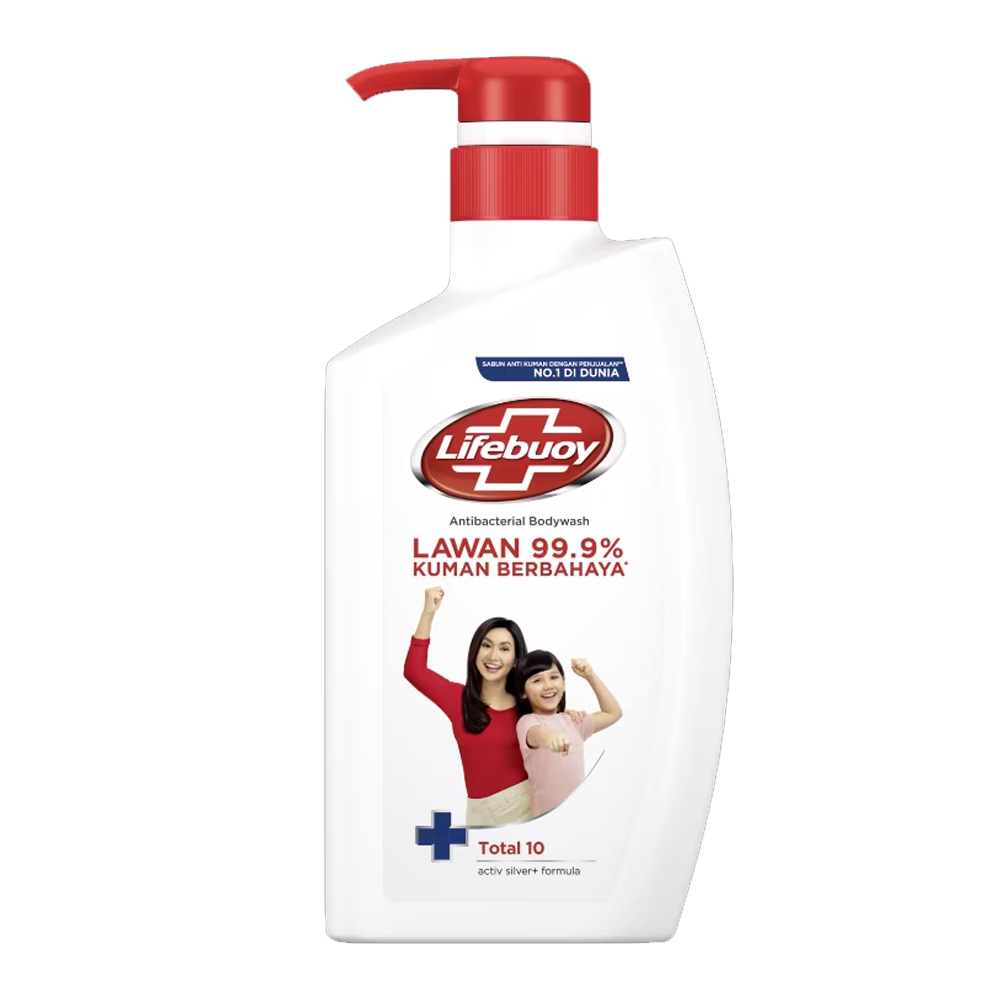 SABUN ANTI KUMAN DENGAN PENJUALAN**
NO.1 DI DUNIA
Lifebuoy
Antibacterial Bodywash
LAWAN 99.9%
KUMAN BERBAHAYA*
Total 10
activ silver+ formula